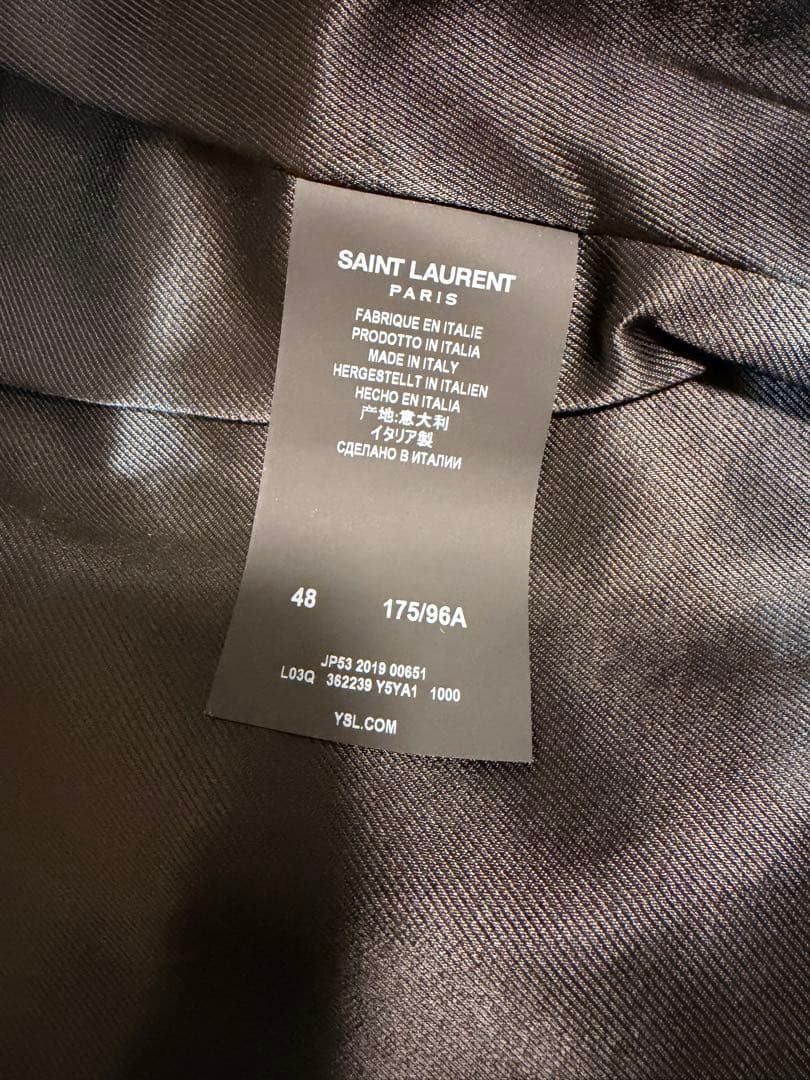 SAINT LAURENT
PARIS
FABRIQUE EN ITALIE
PRODOTTO IN ITALIA
MADE IN ITALY
HERGESTELLT IN ITALIEN
HECHO EN ITALIA
产地:意大利
イタリア製
СДЕЛАНО В ИТАЛИИ
48 175/96A
JP53 2019 00651
L03Q 362239 Y5YA1 1000
YSL.COM